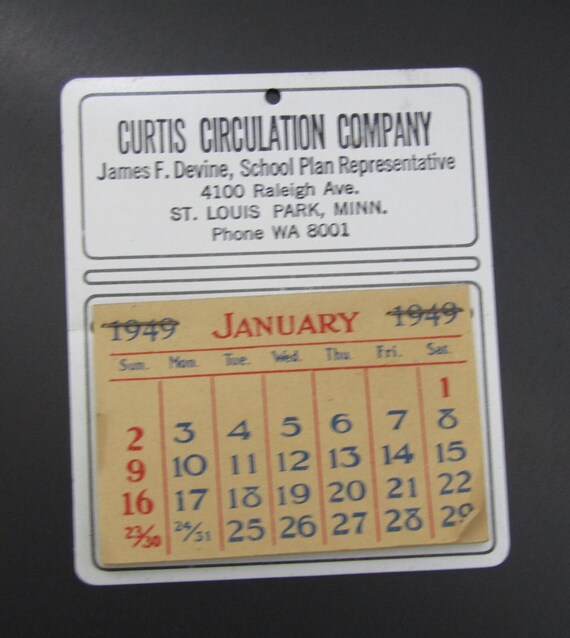 CURTIS CIRCULATION COMPANY
James F. Devine, School Plan Representative
4100 Raleigh Ave.
ST. LOUIS PARK, MINN.
Phone WA 8001
1949 JANUARY 1949
Sun. Mon. Tue. Wed. Thu. Fri. Sat.
1
2 3 4 5 6 7 8
9 10 11 12 13 14 15
16 17 18 19 20 21 22
23/30 24/31 25 26 27 28 29